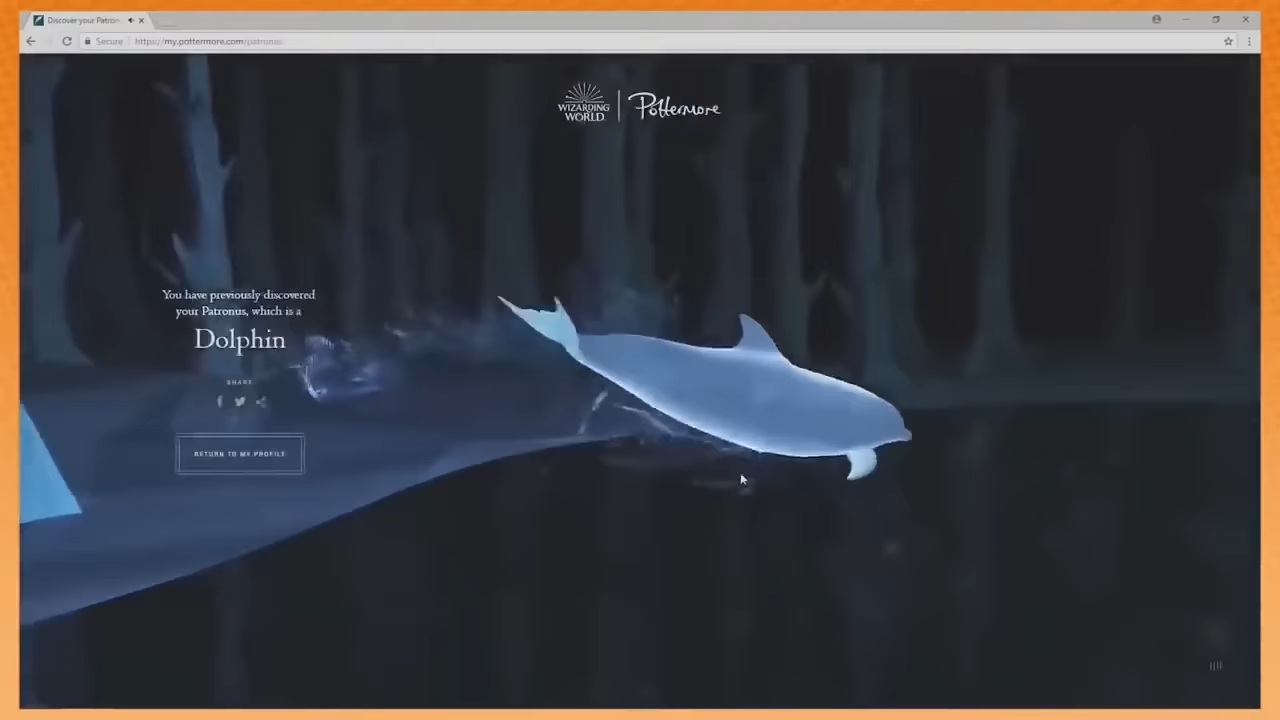 Discover your Patron
Secure
https://my.pottermore.com/patronus
WIZARDING
WORLD
Pottermore
You have previously discovered
your Patronus, which is a
Dolphin
SHARE
RETURN TO MY PROFILE